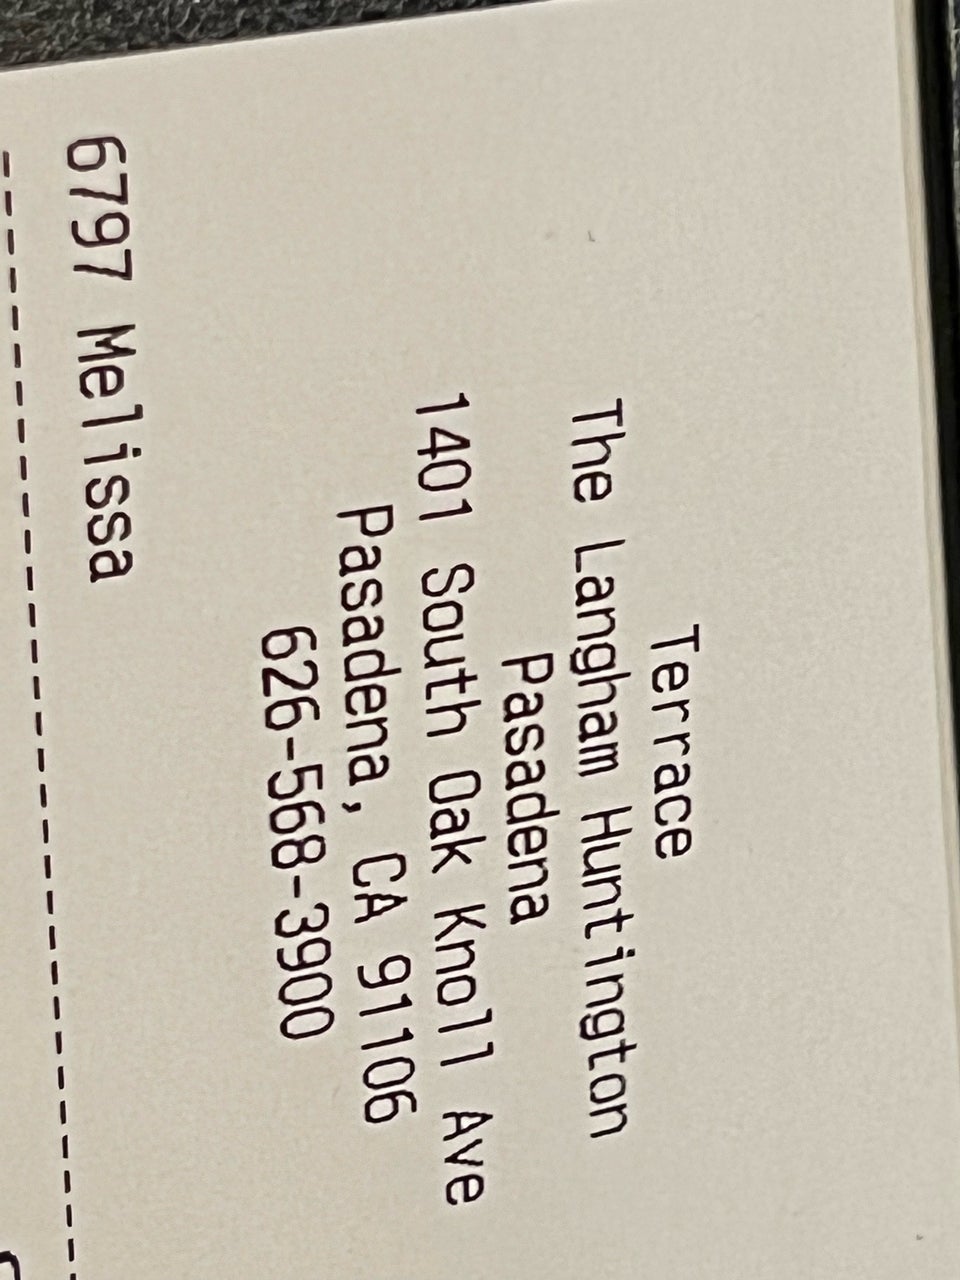 Terrace
The Langham Huntington
Pasadena
1401 South Oak Knoll Ave
Pasadena, CA 91106
626-568-3900
6797 Melissa